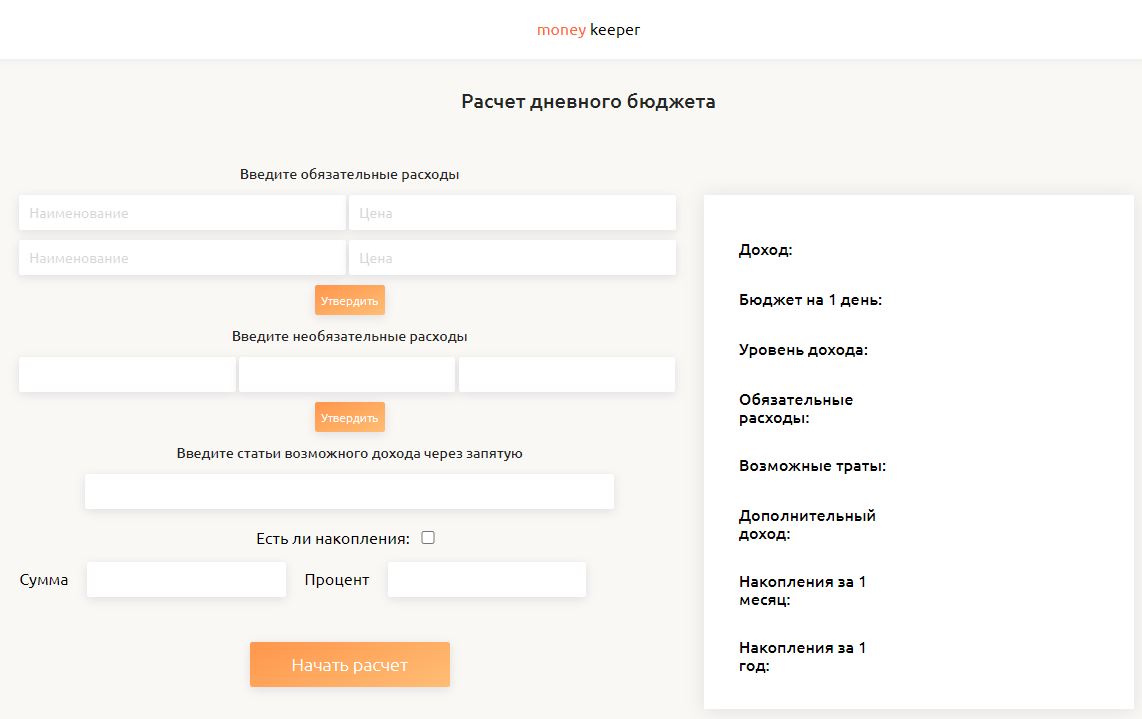 money keeper
Расчет дневного бюджета
Введите обязательные расходы
Наименование Цена
Наименование Цена
Утвердить
Введите необязательные расходы
Утвердить
Введите статьи возможного дохода через запятую
Есть ли накопления:
Сумма Процент
Начать расчет
Доход:
Бюджет на 1 день:
Уровень дохода:
Обязательные
расходы:
Возможные траты:
Дополнительный
доход:
Накопления за 1
месяц:
Накопления за 1
год: